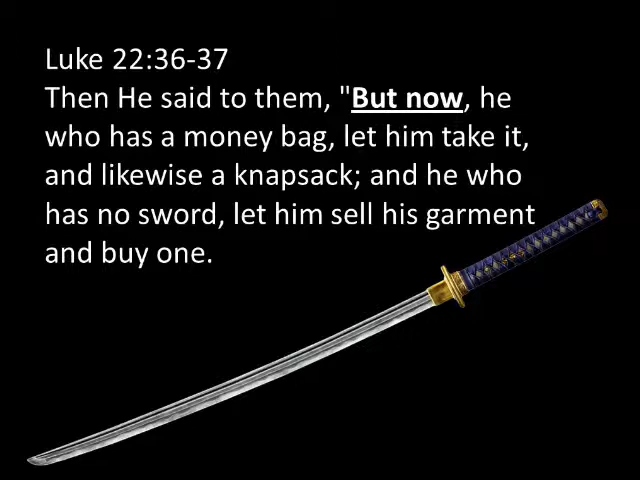 Luke 22:36-37
Then He said to them, "But now, he
who has a money bag, let him take it,
and likewise a knapsack; and he who
has no sword, let him sell his garment
and buy one.